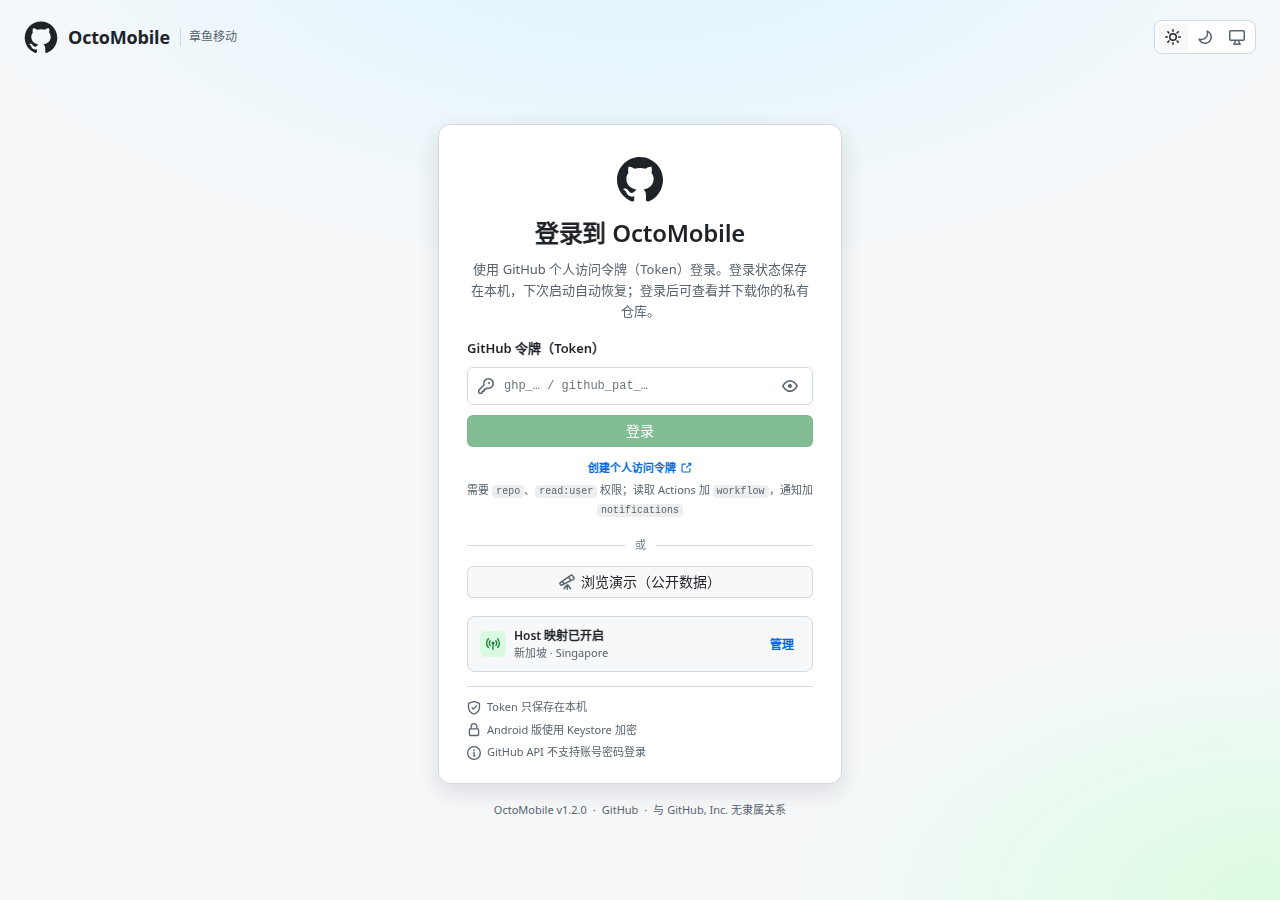 OctoMobile 章鱼移动
登录到 OctoMobile
使用 GitHub 个人访问令牌（Token）登录。登录状态保存
在本机，下次启动自动恢复；登录后可查看并下载你的私有
仓库。
GitHub 令牌（Token）
ghp_… / github_pat_…
登录
创建个人访问令牌
需要 repo、read:user 权限；读取 Actions 加 workflow，通知加
notifications
或
浏览演示（公开数据）
Host 映射已开启
新加坡 · Singapore
管理
Token 只保存在本机
Android 版使用 Keystore 加密
GitHub API 不支持账号密码登录
OctoMobile v1.2.0 · GitHub · 与 GitHub, Inc. 无隶属关系